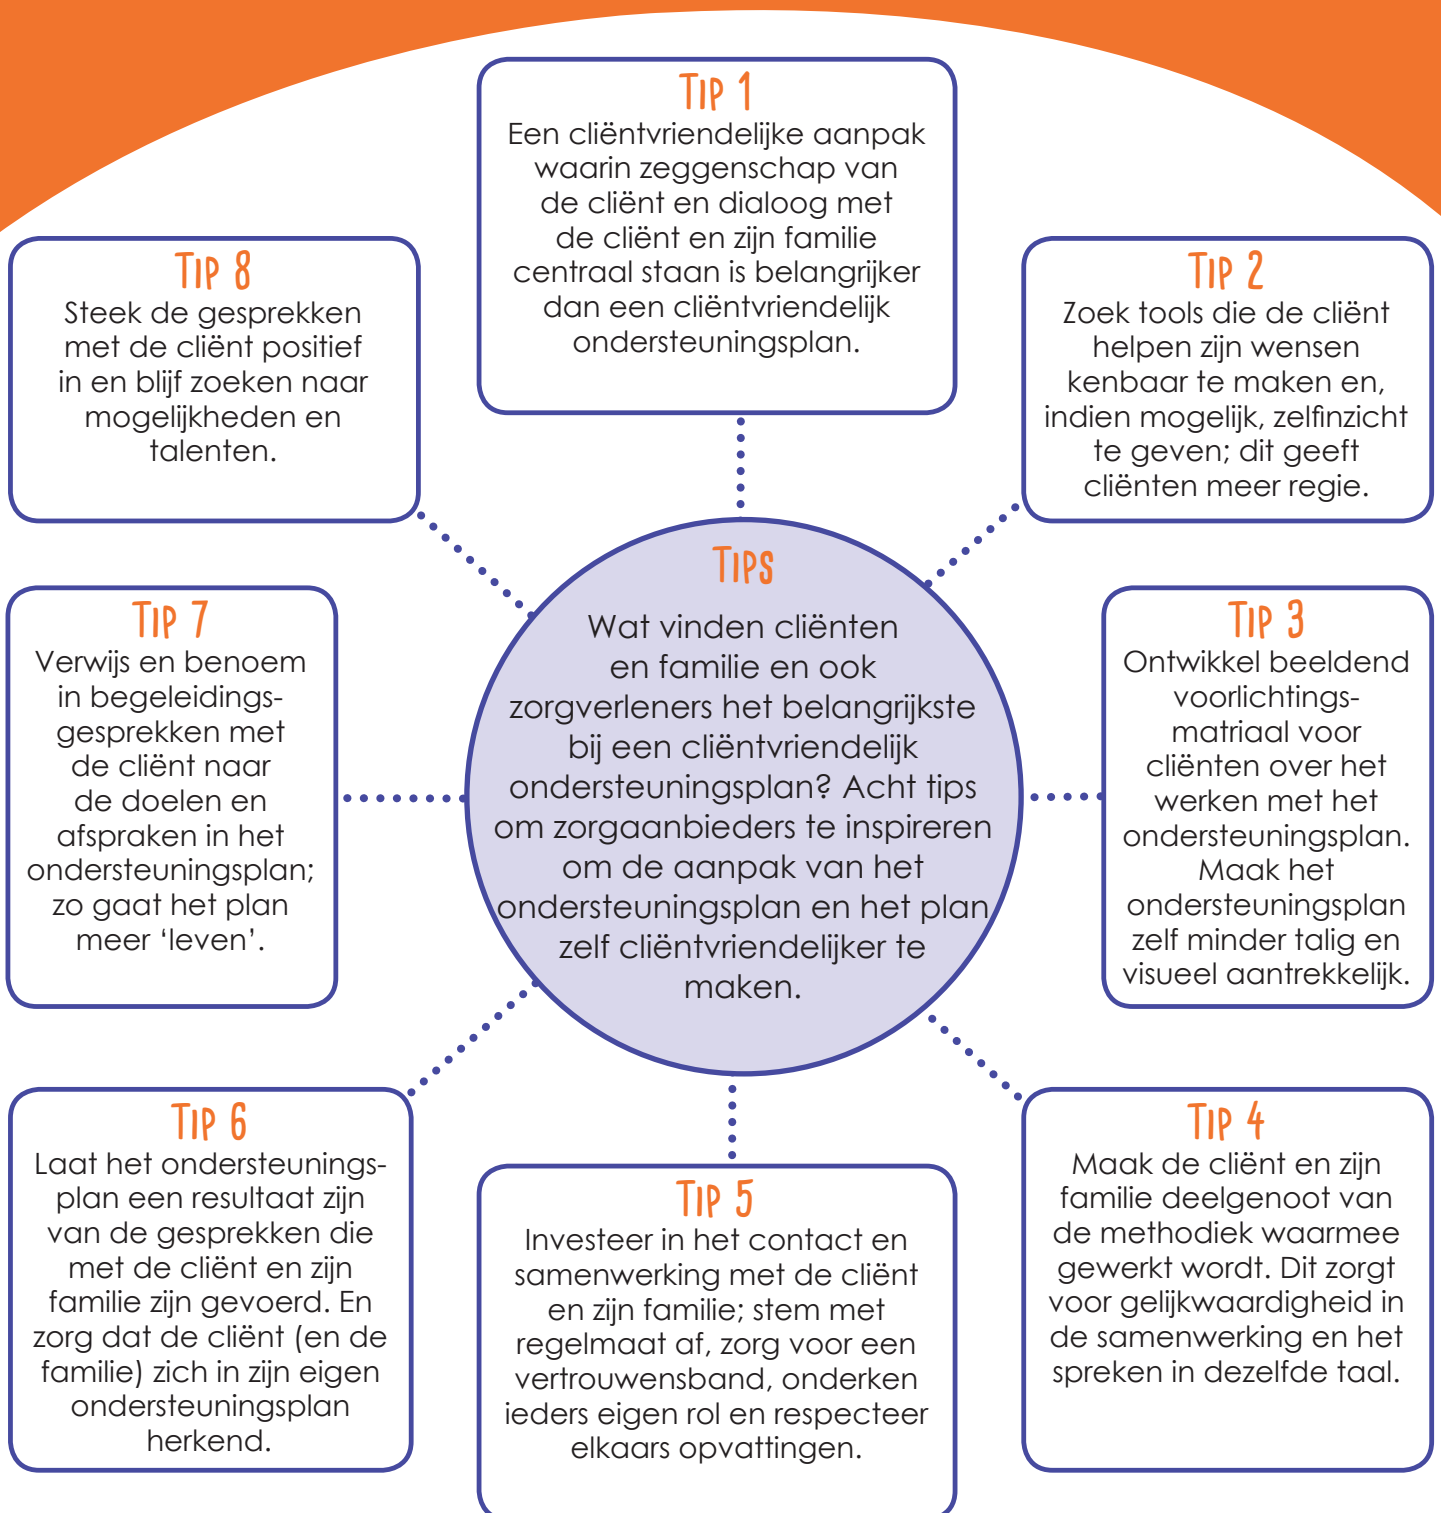 Tips
Wat vinden cliënten
en familie en ook
zorgverleners het belangrijkste
bij een cliëntvriendelijk
ondersteuningsplan? Acht tips
om zorgaanbieders te inspireren
om de aanpak van het
ondersteuningsplan en het plan
zelf cliëntvriendelijker te
maken.
Tip 1
Een cliëntvriendelijke aanpak
waarin zeggenschap van
de cliënt en dialoog met
de cliënt en zijn familie
centraal staan is belangrijker
dan een cliëntvriendelijk
ondersteuningsplan.
Tip 2
Zoek tools die de cliënt
helpen zijn wensen
kenbaar te maken en,
indien mogelijk, zelfinzicht
te geven; dit geeft
cliënten meer regie.
Tip 3
Ontwikkel beeldend
voorlichtings-
matriaal voor
cliënten over het
werken met het
ondersteuningsplan.
Maak het
ondersteuningsplan
zelf minder talig en
visueel aantrekkelijk.
Tip 4
Maak de cliënt en zijn
familie deelgenoot van
de methodiek waarmee
gewerkt wordt. Dit zorgt
voor gelijkwaardigheid in
de samenwerking en het
spreken in dezelfde taal.
Tip 5
Investeer in het contact en
samenwerking met de cliënt
en zijn familie; stem met
regelmaat af, zorg voor een
vertrouwensband, onderken
ieders eigen rol en respecteer
elkaars opvattingen.
Tip 6
Laat het ondersteunings-
plan een resultaat zijn
van de gesprekken die
met de cliënt en zijn
familie zijn gevoerd. En
zorg dat de cliënt (en de
familie) zich in zijn eigen
ondersteuningsplan
herkend.
Tip 7
Verwijs en benoem
in begeleidings-
gesprekken met
de cliënt naar
de doelen en
afspraken in het
ondersteuningsplan;
zo gaat het plan
meer ‘leven’.
Tip 8
Steek de gesprekken
met de cliënt positief
in en blijf zoeken naar
mogelijkheden en
talenten.